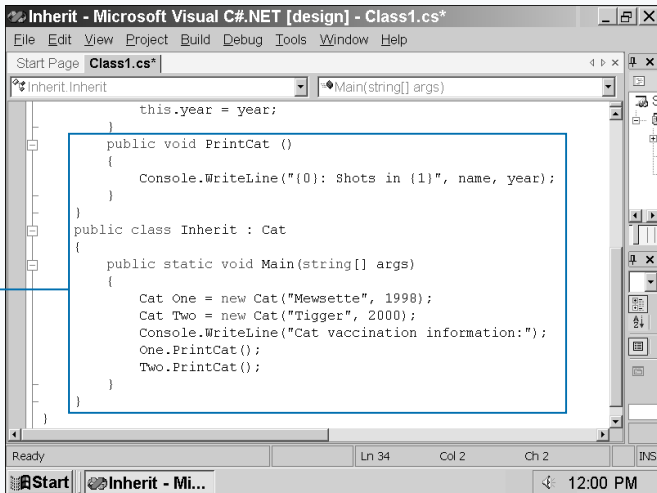 Inherit - Microsoft Visual C#.NET [design] - Class1.cs*
File Edit View Project Build Debug Tools Window Help
Start Page Class1.cs*
Inherit.Inherit Main(string[] args)
this.year = year;
}
public void PrintCat ()
{
Console.WriteLine("{0}: Shots in {1}", name, year);
}
}
public class Inherit : Cat
{
public static void Main(string[] args)
{
Cat One = new Cat("Mewsette", 1998);
Cat Two = new Cat("Tigger", 2000);
Console.WriteLine("Cat vaccination information:");
One.PrintCat();
Two.PrintCat();
}
}
}
Ready Ln 34 Col 2 Ch 2 INS
Start Inherit - Mi... 12:00 PM